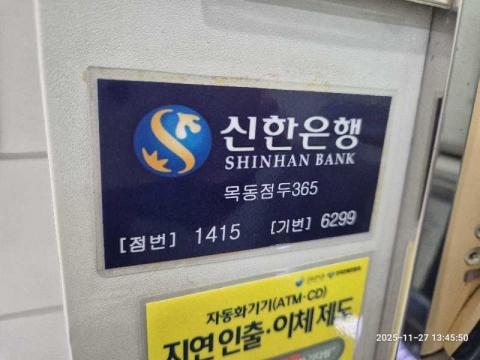 신한은행
SHINHAN BANK
목동점두365
[점번] 1415 [기번] 6299
자동화기기(ATM·CD)
지연 인출·이체 제도
2025-11-27 13:45:50